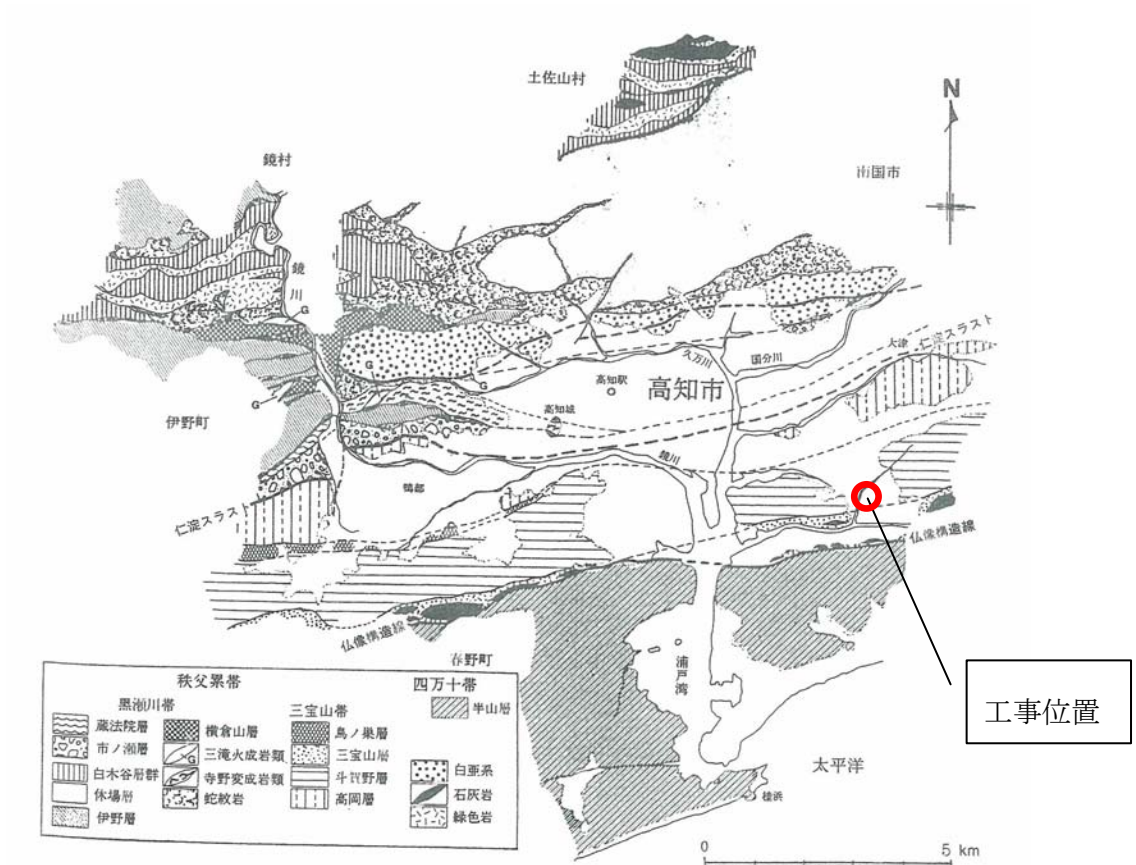 土佐山村
N
鏡村
南国市
鏡川
G
仁淀スラスト
大津
久万川
国分川
G
高知駅
高知市
G
高知城
伊野町
G
鏡川
鴨部
仁淀スラスト
仏像構造線
仏像構造線
春野町
浦戸湾
工事位置
太平洋
桂浜
秩父累帯
四万十帯
黒瀬川帯
三宝山帯
半山層
蔵法院層
横倉山層
鳥ノ巣層
市ノ瀬層
G
三滝火成岩類
三宝山層
白木谷層群
寺野変成岩類
斗賀野層
白亜系
休場層
蛇紋岩
高岡層
石灰岩
伊野層
緑色岩
0
5 km